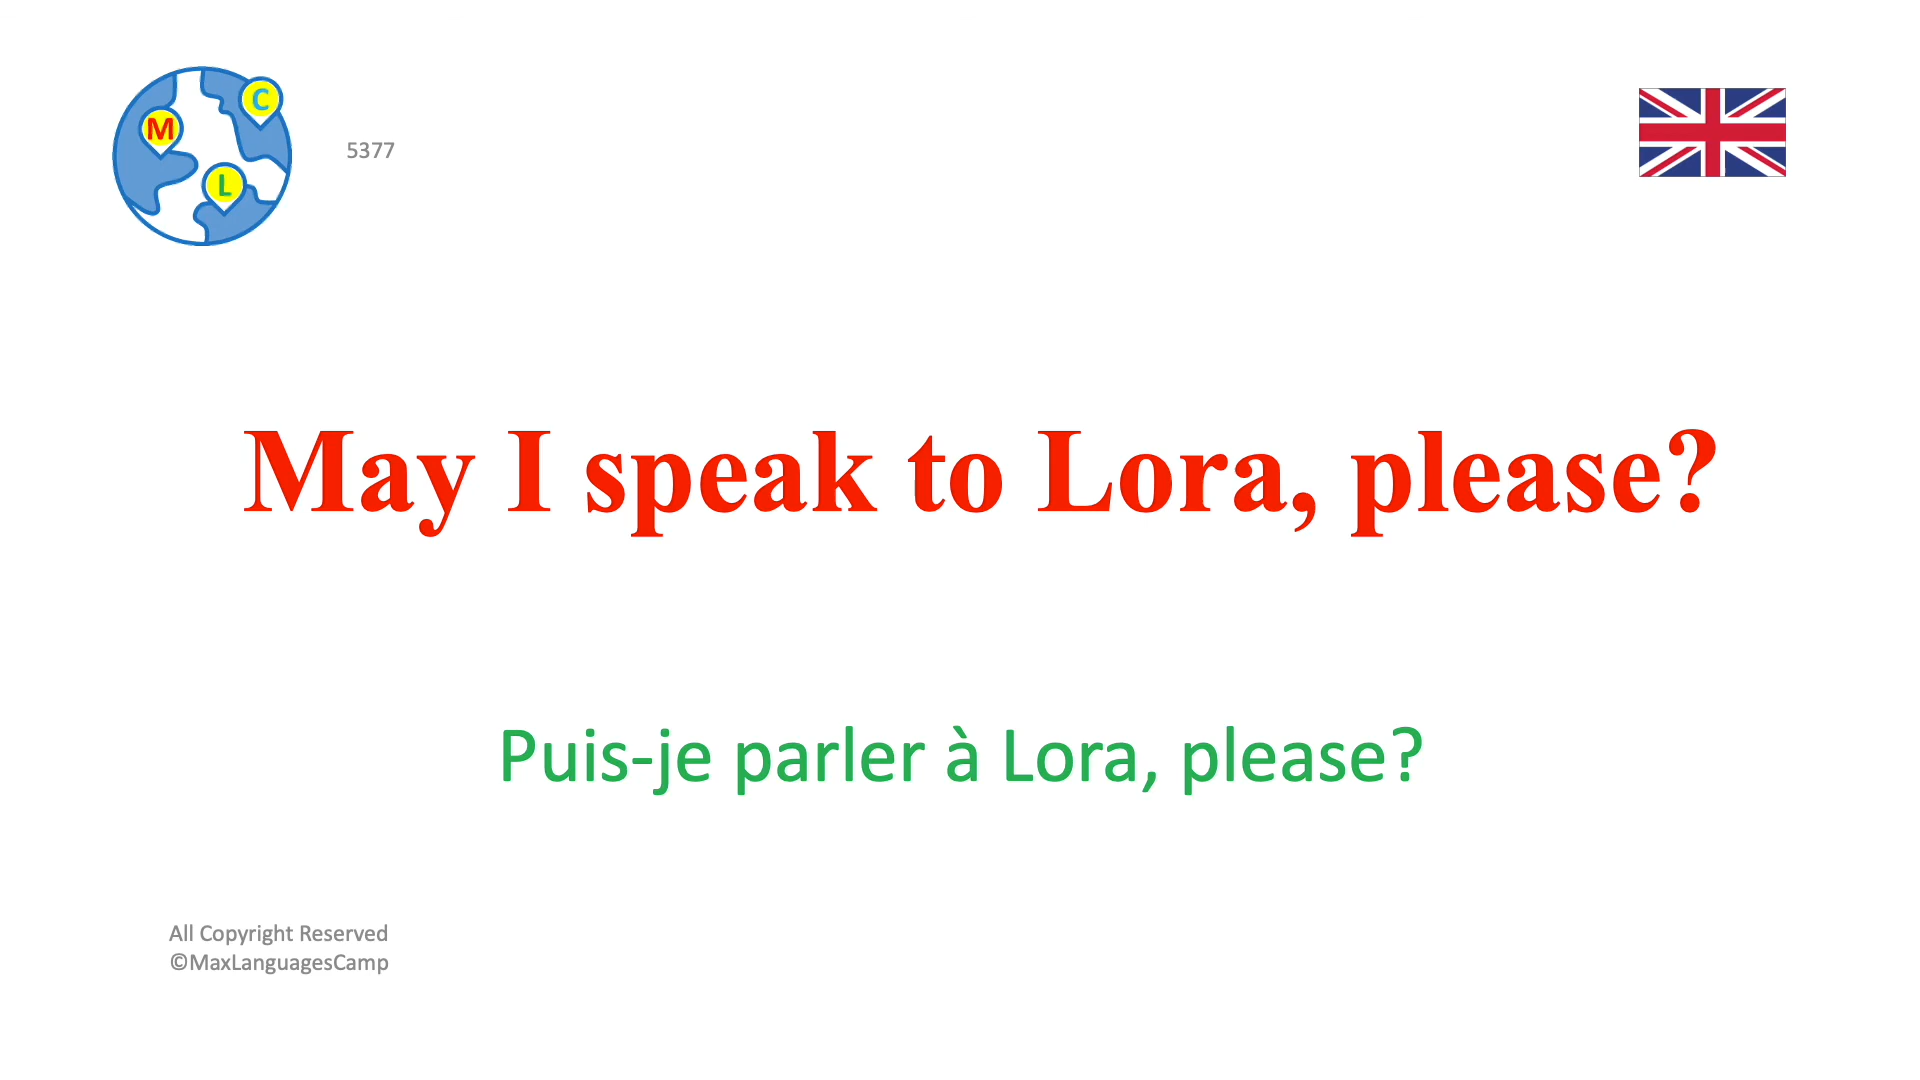 M
C
L
5377
May I speak to Lora, please?
Puis-je parler à Lora, please?
All Copyright Reserved
©MaxLanguagesCamp